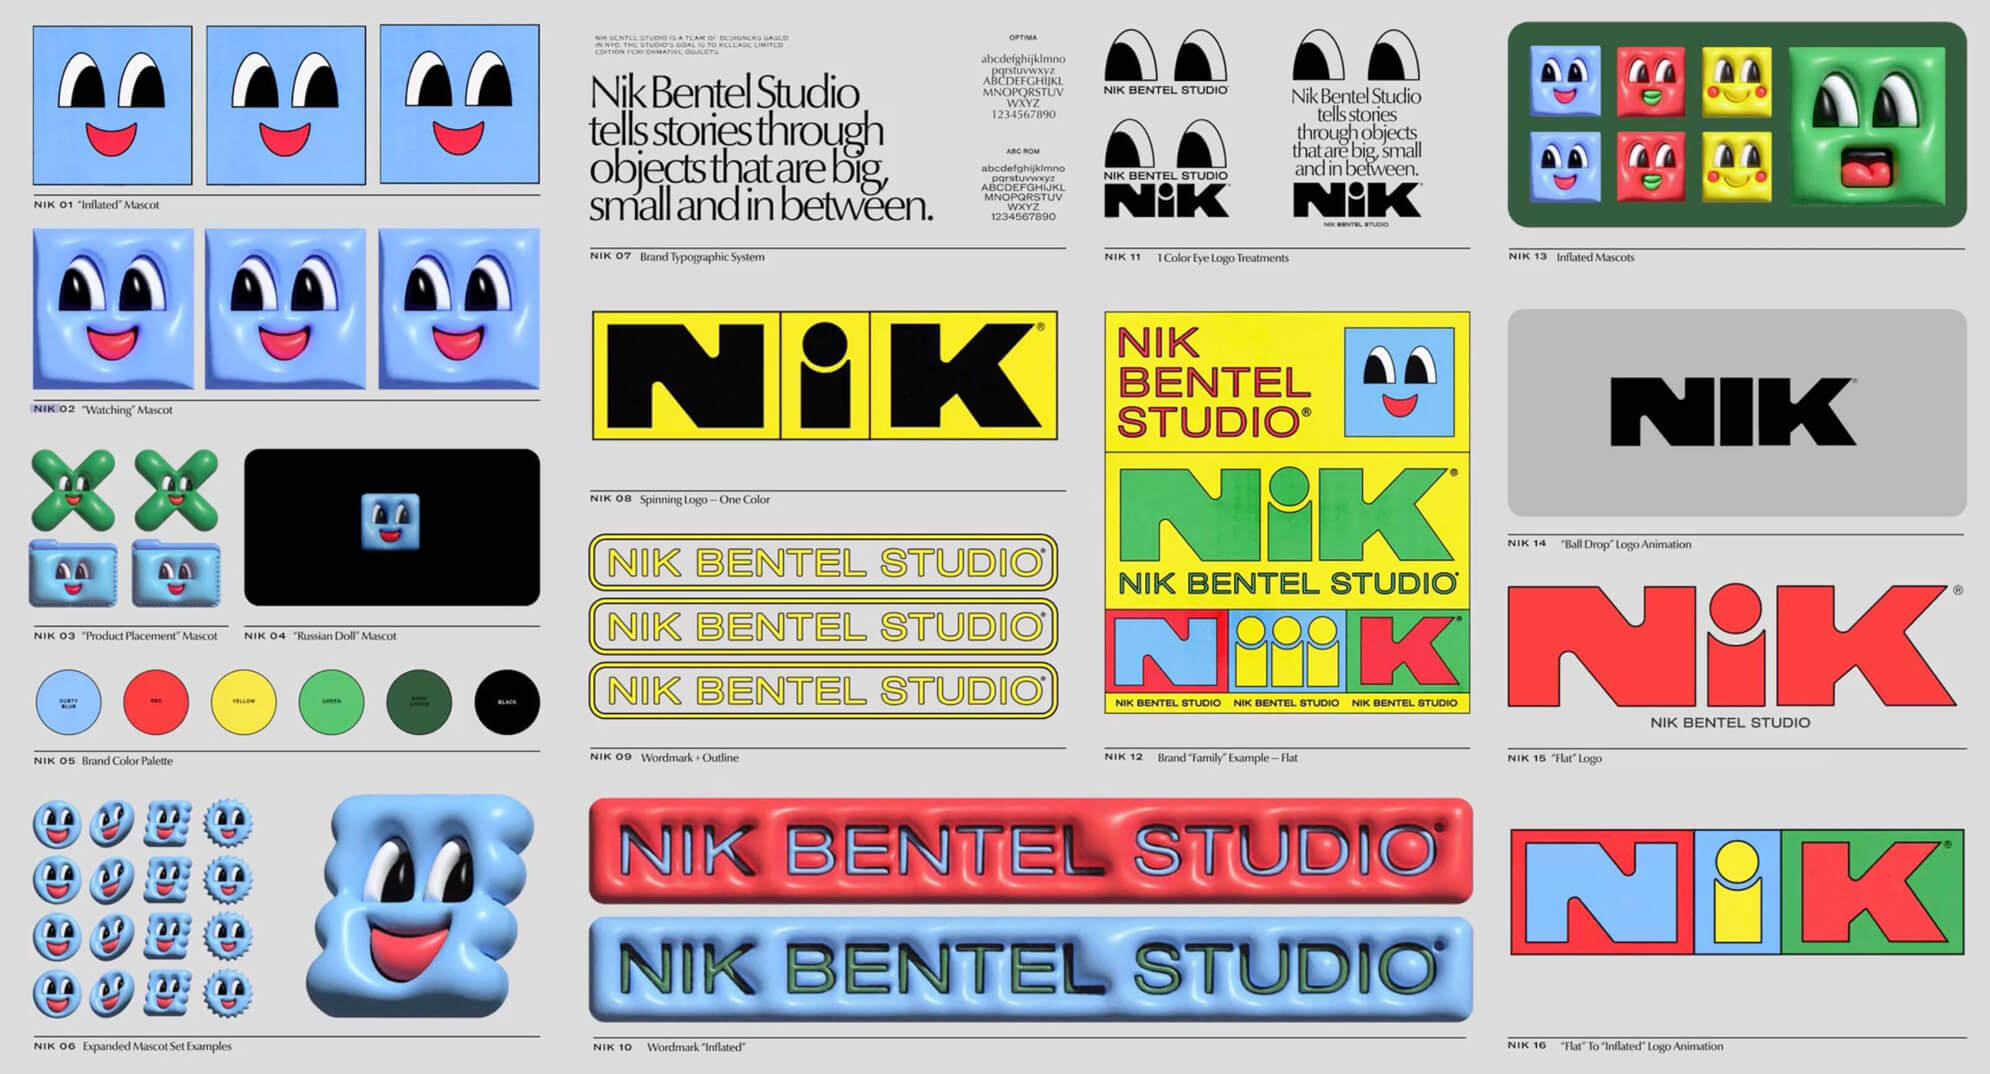 NIK 01 “Inflated” Mascot
NIK 02 “Watching” Mascot
NIK 03 “Product Placement” Mascot
NIK 04 “Russian Doll” Mascot
DUSTY
BLUE
RED
YELLOW
GREEN
DARK
GREEN
BLACK
NIK 05 Brand Color Palette
NIK 06 Expanded Mascot Set Examples
NIK BENTEL STUDIO IS A TEAM OF DESIGNERS BASED
IN NYC. THE STUDIO'S GOAL IS TO RELEASE LIMITED
EDITION PERFORMATIVE OBJECTS.
Nik Bentel Studio
tells stories through
objects that are big,
small and in between.
OPTIMA
abcdefghijklmno
pqrstuvwxyz
ABCDEFGHIJKL
MNOPQRSTUV
WXYZ
1234567890
ABC ROM
abcdefghijklmno
pqrstuvwxyz
ABCDEFGHIJKL
MNOPQRSTUV
WXYZ
1234567890
NIK 07 Brand Typographic System
NiK®
NIK 08 Spinning Logo – One Color
NIK BENTEL STUDIO®
NIK BENTEL STUDIO®
NIK BENTEL STUDIO®
NIK 09 Wordmark + Outline
NIK BENTEL STUDIO®
NIK BENTEL STUDIO®
NIK 10 Wordmark “Inflated”
NIK BENTEL STUDIO
NIK BENTEL STUDIO
NiK
Nik Bentel Studio
tells stories
through objects
that are big, small
and in between.
NiK
NIK BENTEL STUDIO
NIK 11 1 Color Eye Logo Treatments
NIK
BENTEL
STUDIO®
NiK®
NIK BENTEL STUDIO®
NiiiK®
NIK BENTEL STUDIO NIK BENTEL STUDIO NIK BENTEL STUDIO
NIK 12 Brand “Family” Example – Flat
NIK 13 Inflated Mascots
NIK®
NIK 14 “Ball Drop” Logo Animation
NiK®
NIK BENTEL STUDIO
NIK 15 “Flat” Logo
NiK®
NIK 16 “Flat” To “Inflated” Logo Animation